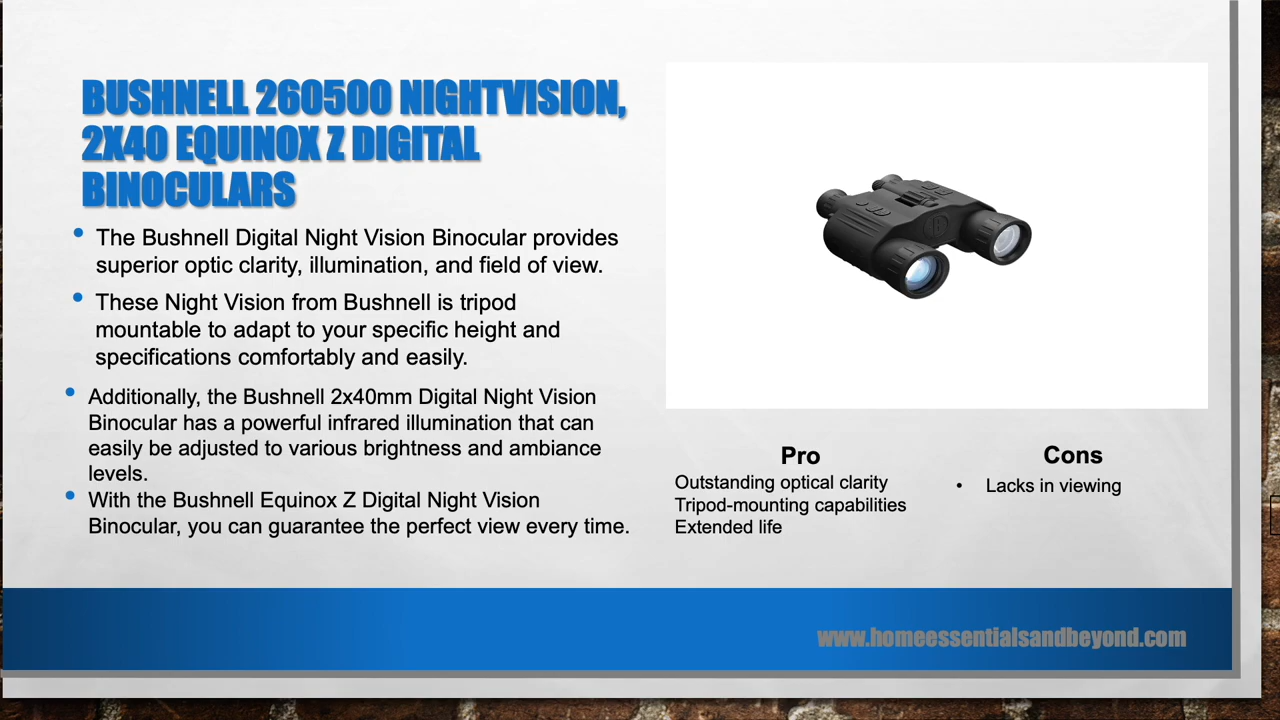 BUSHNELL 260500 NIGHTVISION,
2X40 EQUINOX Z DIGITAL
BINOCULARS
• The Bushnell Digital Night Vision Binocular provides
superior optic clarity, illumination, and field of view.
• These Night Vision from Bushnell is tripod
mountable to adapt to your specific height and
specifications comfortably and easily.
• Additionally, the Bushnell 2x40mm Digital Night Vision
Binocular has a powerful infrared illumination that can
easily be adjusted to various brightness and ambiance
levels.
• With the Bushnell Equinox Z Digital Night Vision
Binocular, you can guarantee the perfect view every time.
Pro
Outstanding optical clarity
Tripod-mounting capabilities
Extended life
Cons
• Lacks in viewing
www.homeessentialsandbeyond.com